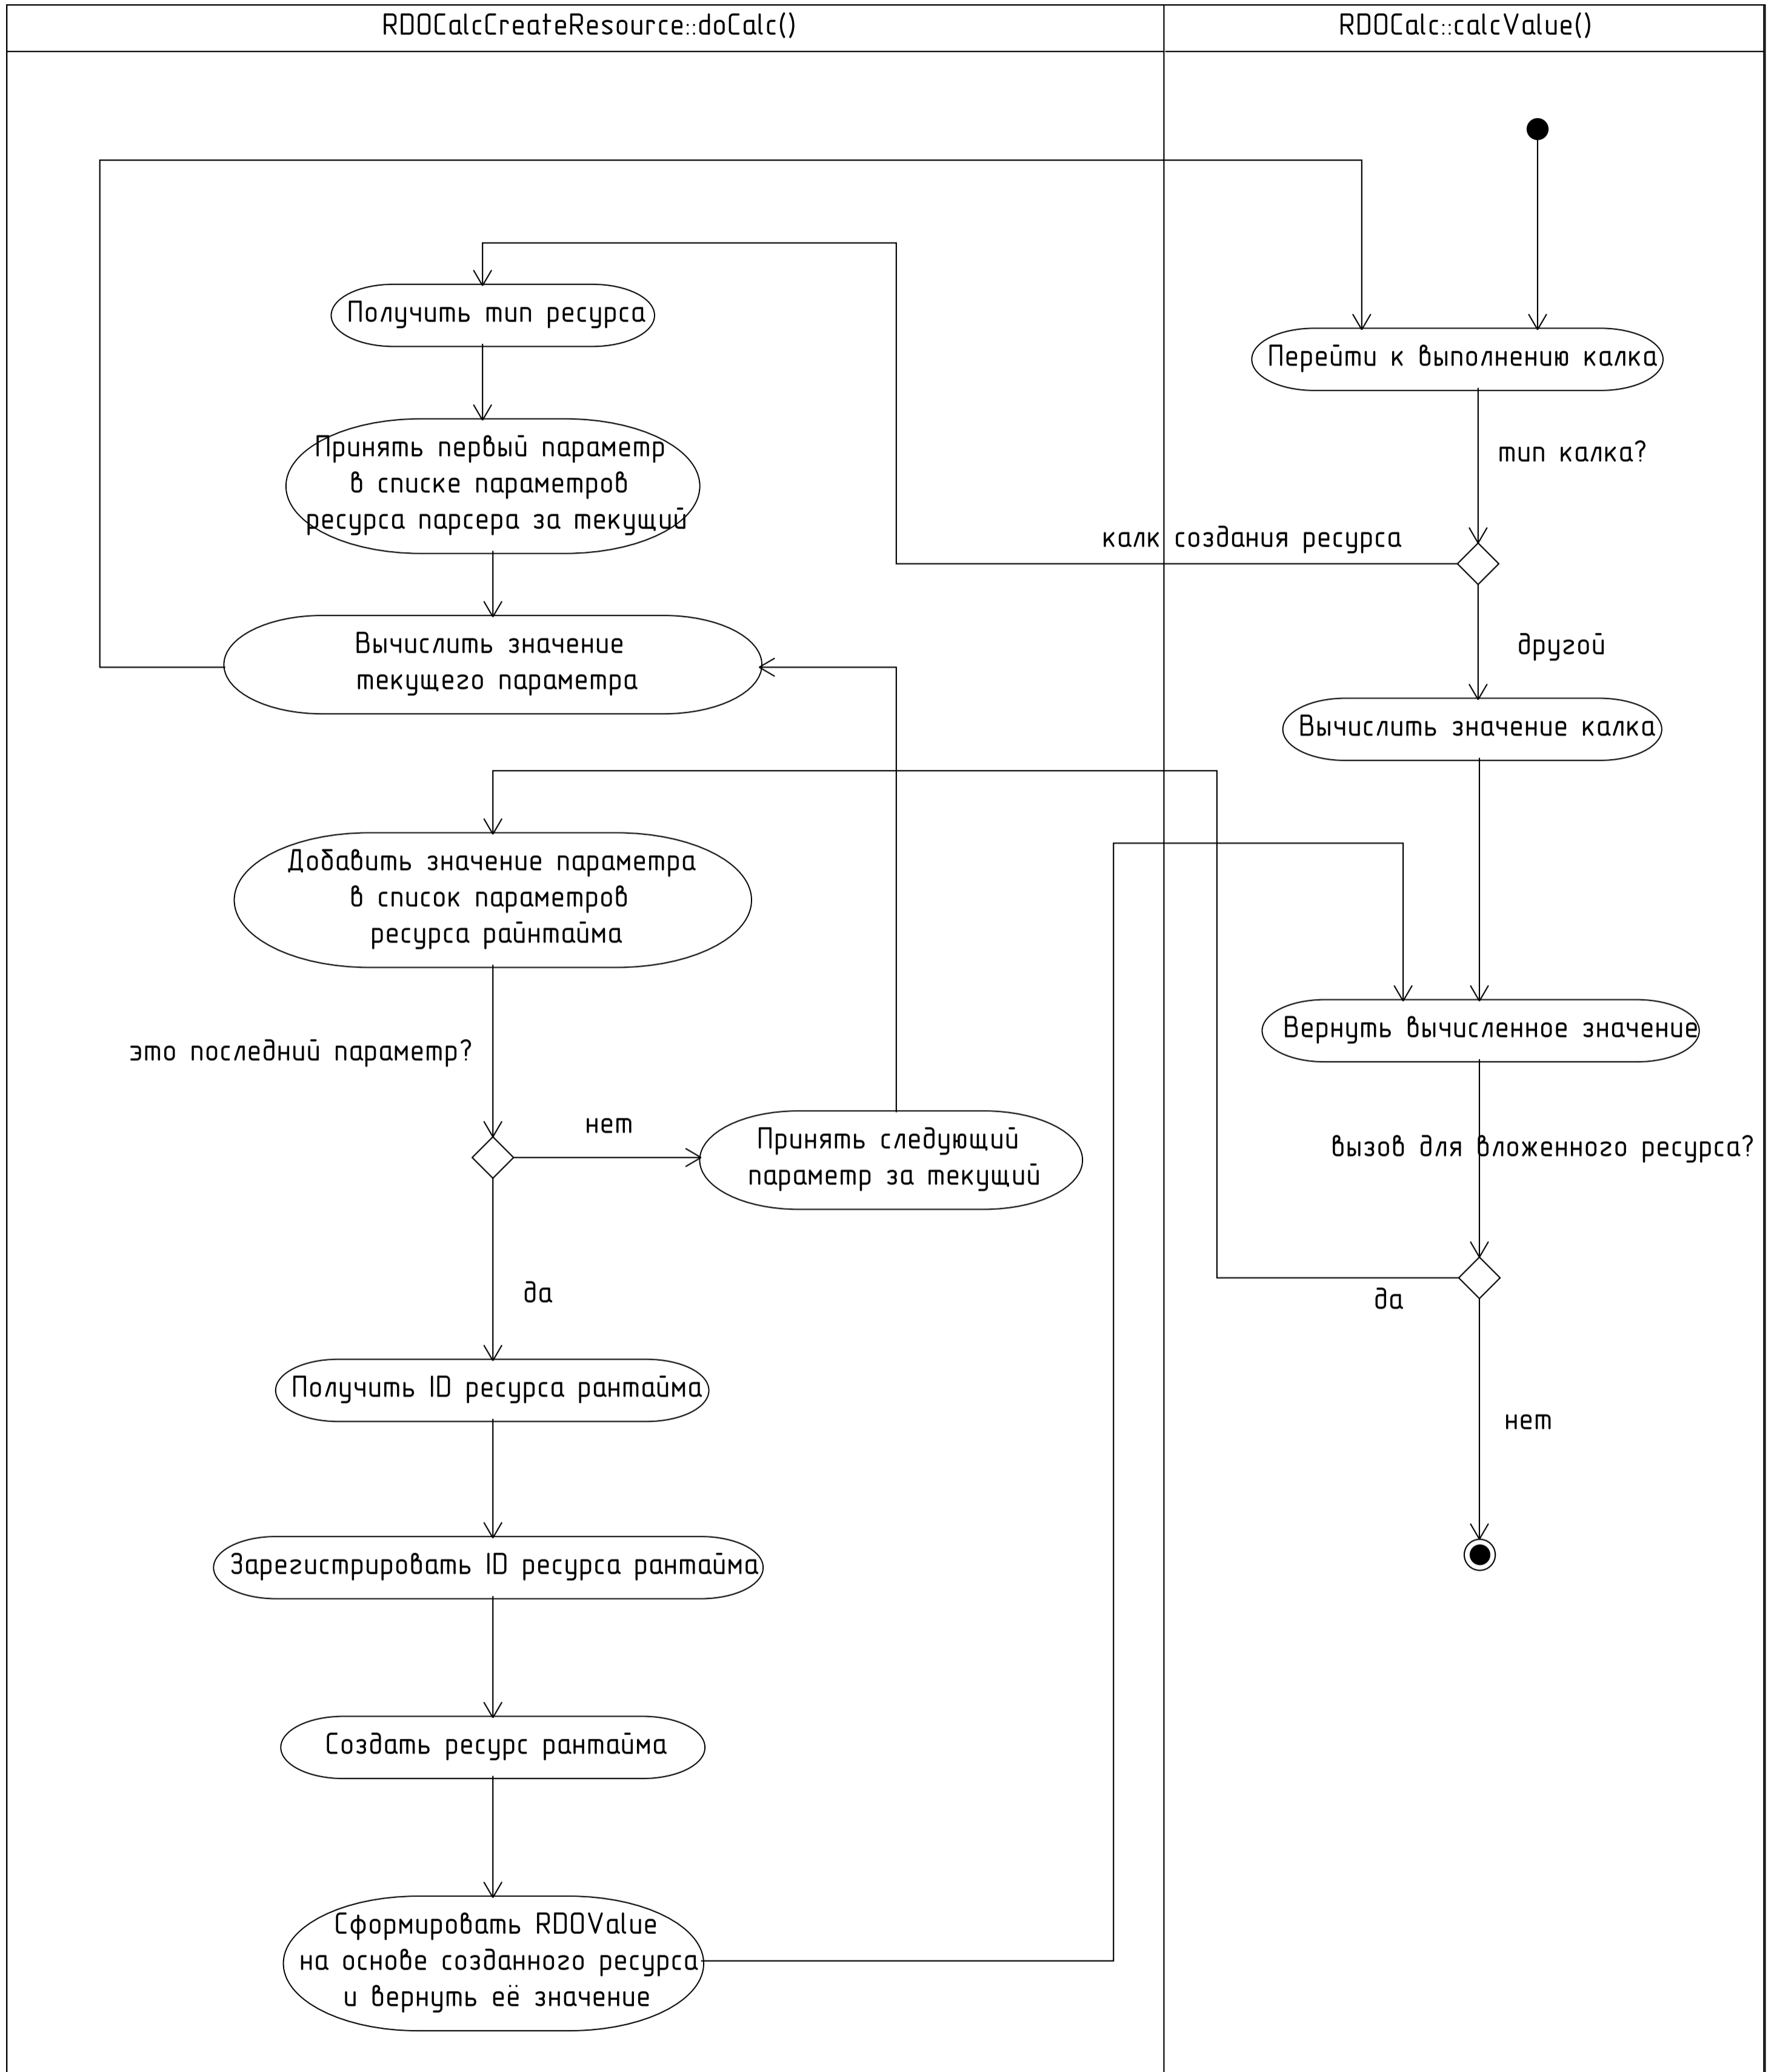 RDOCalcCreateResource::doCalc()
RDOCalc::calcValue()
Получить тип ресурса
Перейти к выполнению калка
тип калка?
Принять первый параметр
в списке параметров
ресурса парсера за текущий
калк создания ресурса
Вычислить значение
текущего параметра
другой
Вычислить значение калка
Добавить значение параметра
в список параметров
ресурса райнтайма
Вернуть вычисленное значение
это последний параметр?
нет
Принять следующий
параметр за текущий
вызов для вложенного ресурса?
да
да
Получить ID ресурса рантайма
нет
Зарегистрировать ID ресурса рантайма
Создать ресурс рантайма
Сформировать RDOValue
на основе созданного ресурса
и вернуть её значение